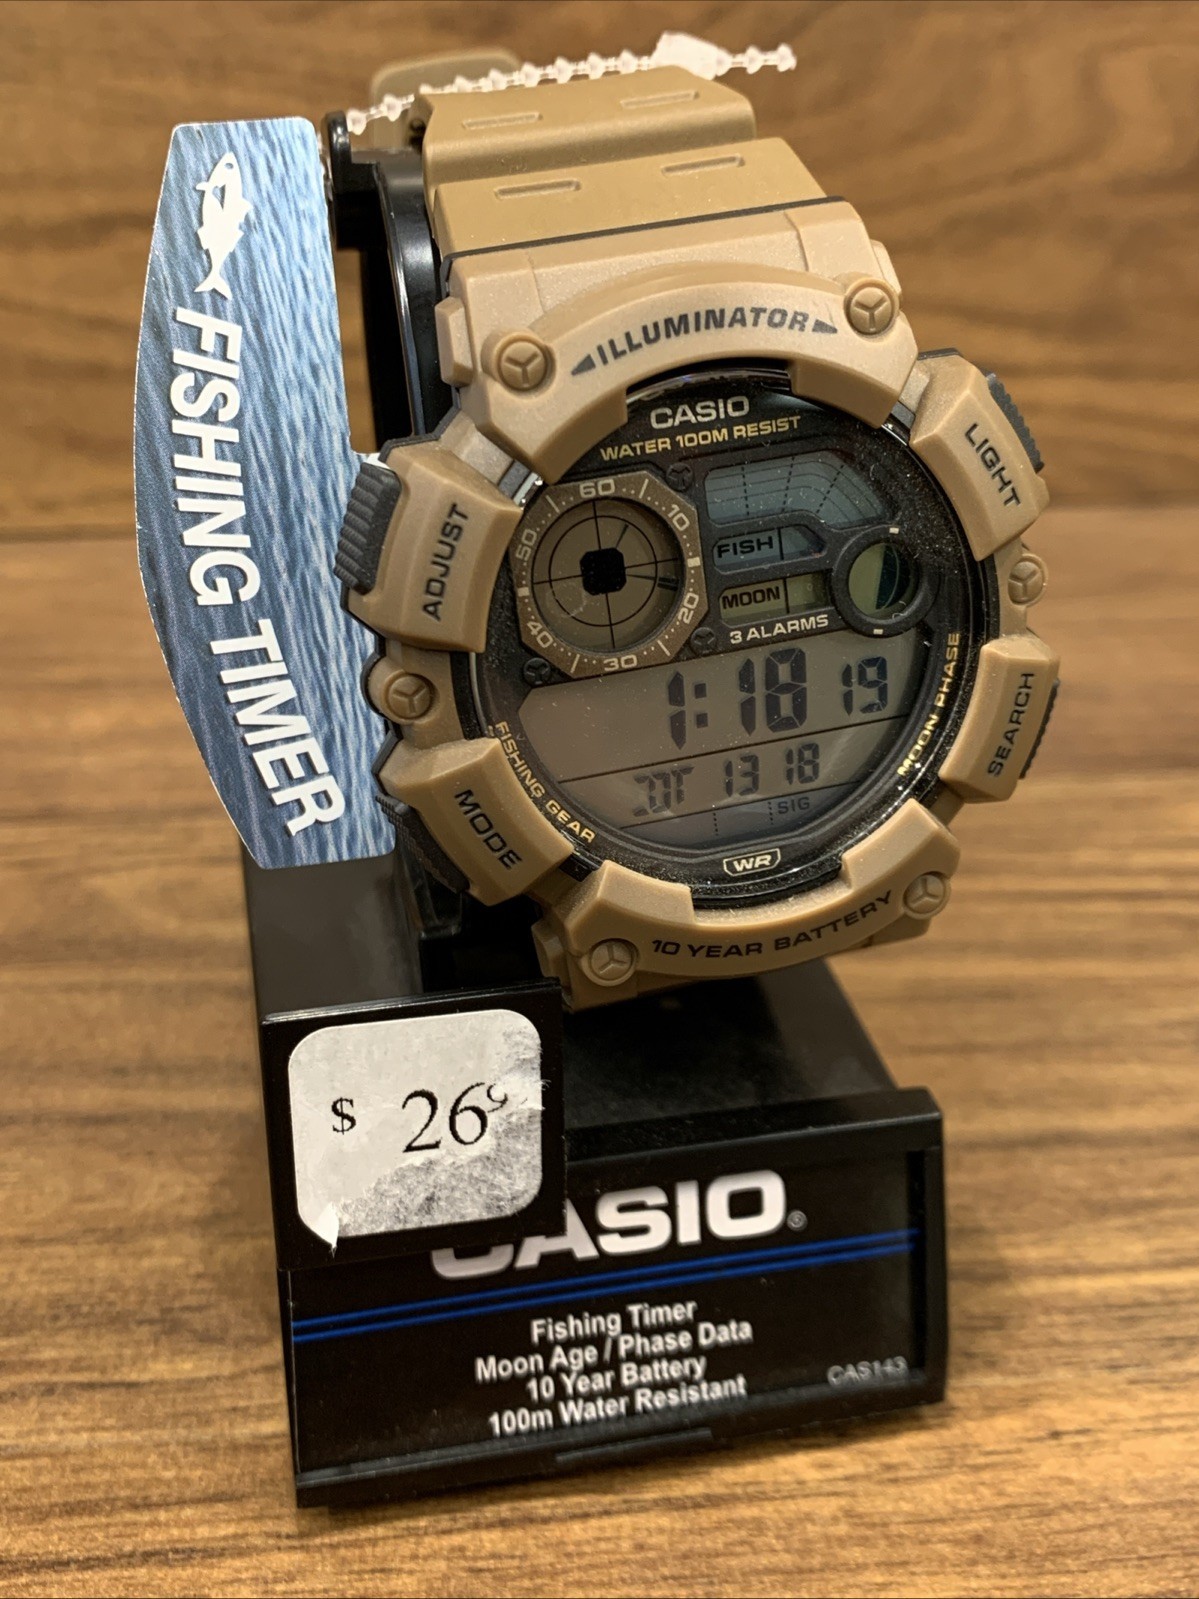 FISHING TIMER
ILLUMINATOR
CASIO
WATER 100M RESIST
LIGHT
ADJUST
60
50
10
40
20
30
FISH
MOON
3 ALARMS
1:18 19
13 18
SIG
FISHING GEAR
MOON PHASE
SEARCH
MODE
WR
10 YEAR BATTERY
$ 26
CASIO®
Fishing Timer
Moon Age / Phase Data
10 Year Battery
100m Water Resistant
CAS143